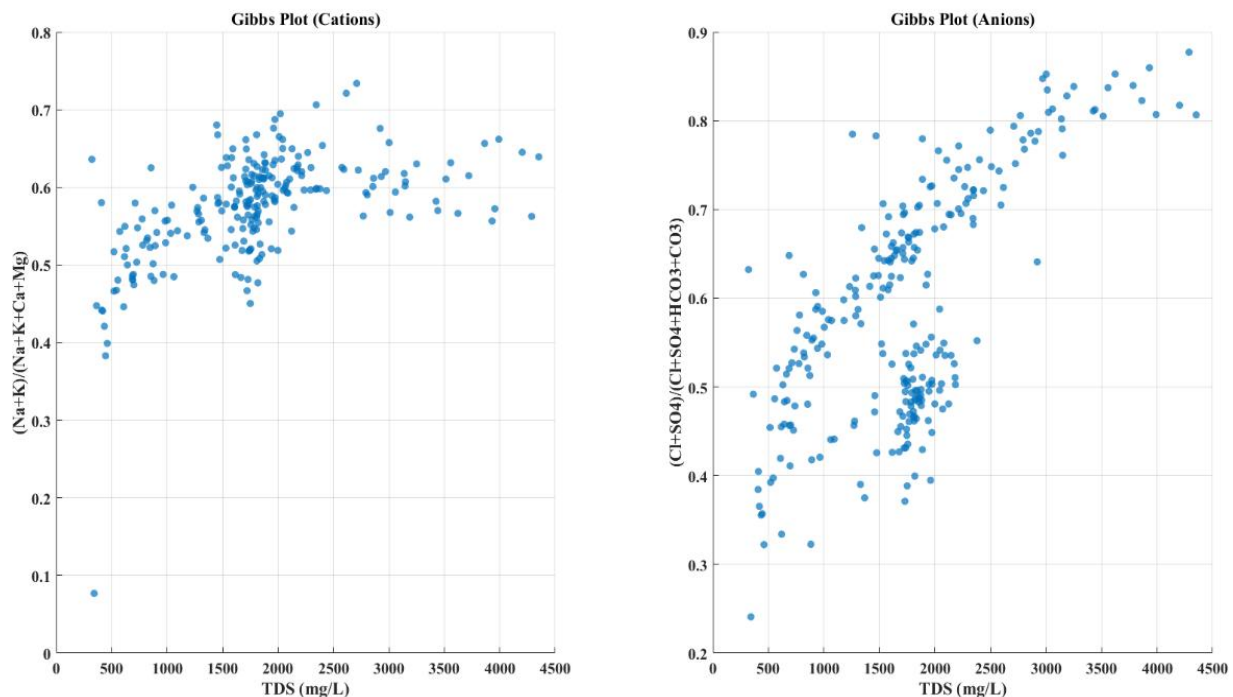 Gibbs Plot (Cations)
0.8
0.7
0.6
0.5
0.4
0.3
0.2
0.1
0
(Na+K)/(Na+K+Ca+Mg)
0 500 1000 1500 2000 2500 3000 3500 4000 4500
TDS (mg/L)
Gibbs Plot (Anions)
0.9
0.8
0.7
0.6
0.5
0.4
0.3
0.2
(Cl+SO4)/(Cl+SO4+HCO3+CO3)
0 500 1000 1500 2000 2500 3000 3500 4000 4500
TDS (mg/L)